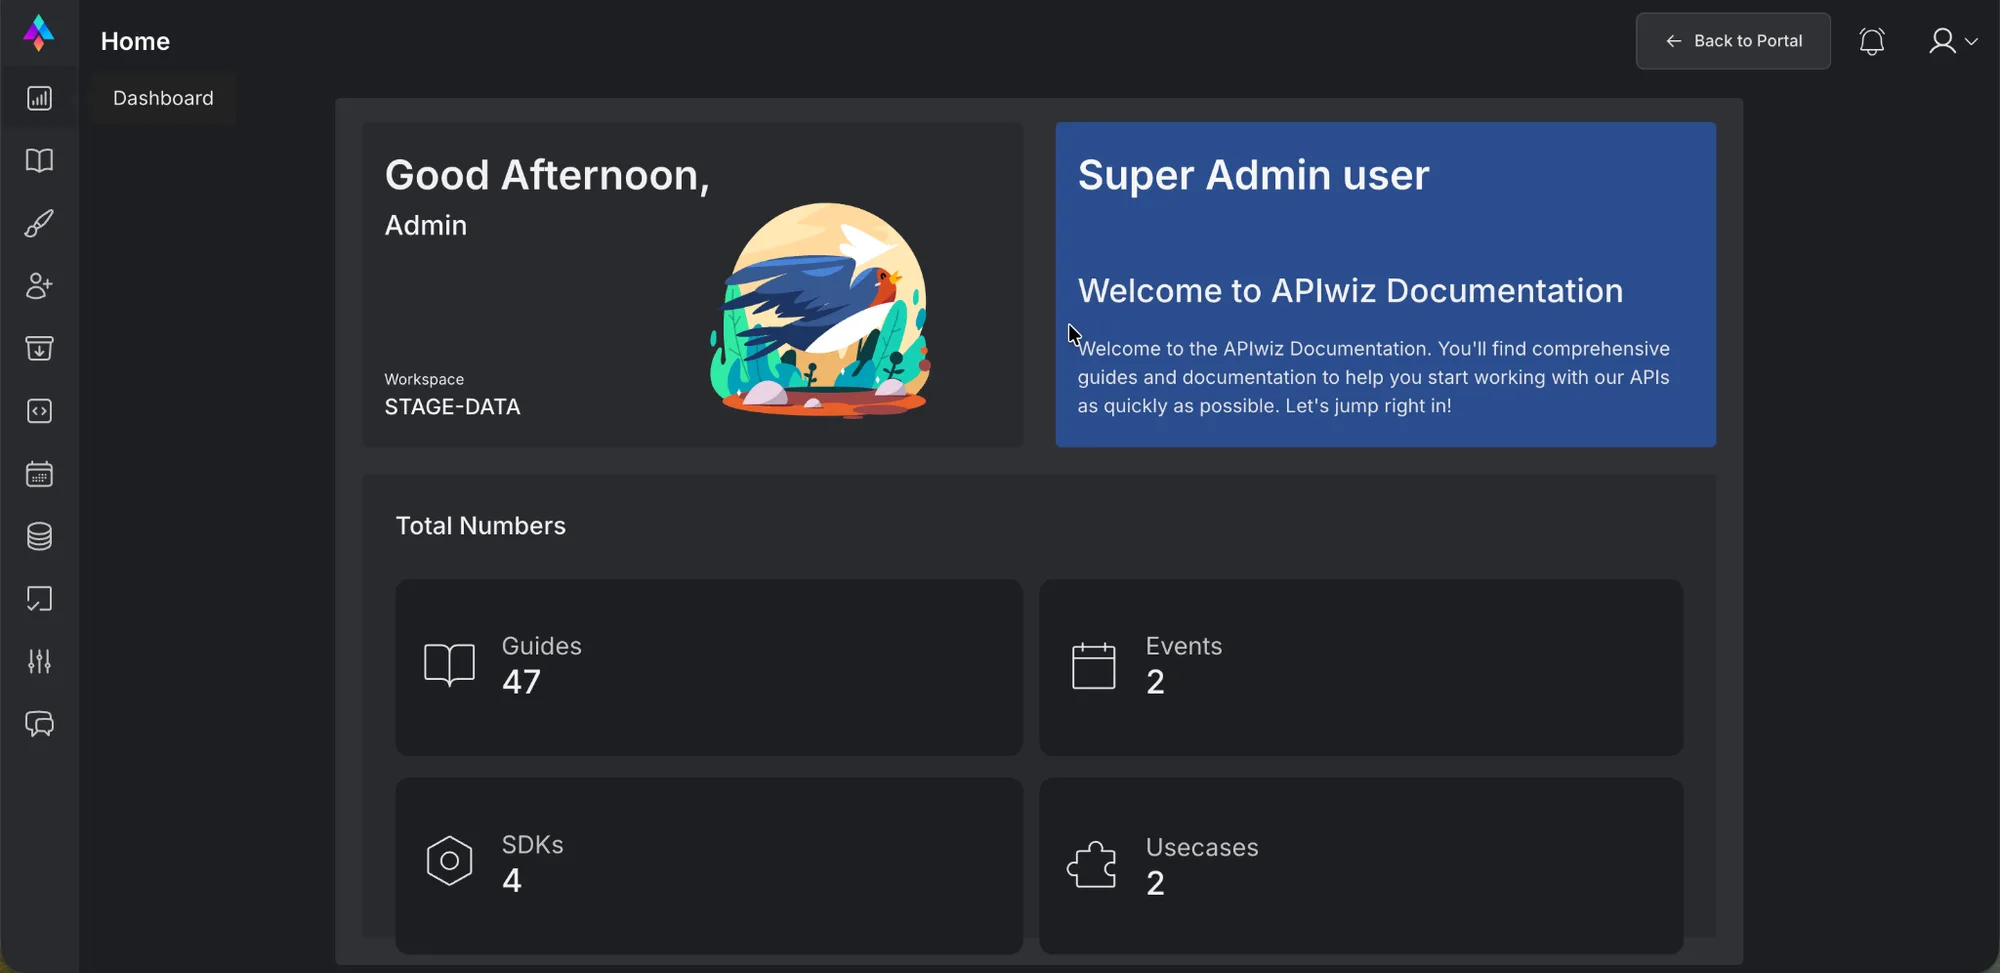 Home
Back to Portal
Dashboard
Good Afternoon,
Admin
Workspace
STAGE-DATA
Super Admin user
Welcome to APIwiz Documentation
Welcome to the APIwiz Documentation. You'll find comprehensive
guides and documentation to help you start working with our APIs
as quickly as possible. Let's jump right in!
Total Numbers
Guides
47
Events
2
SDKs
4
Usecases
2